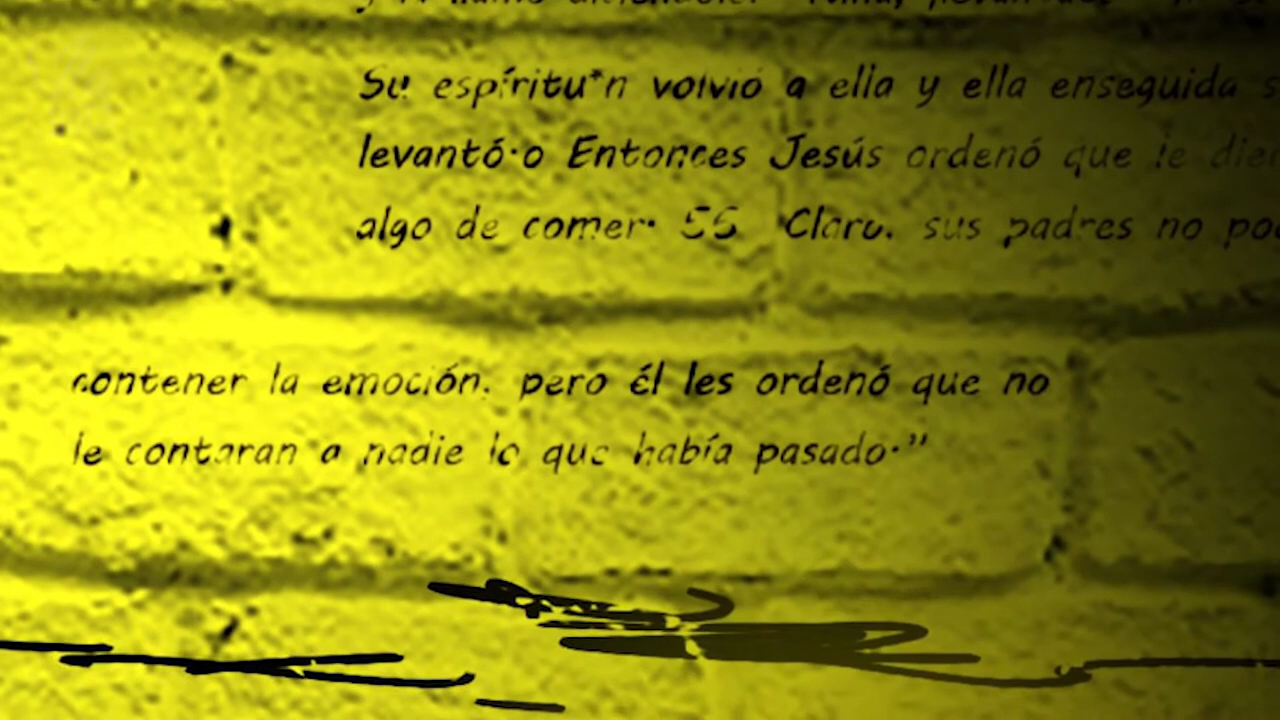 Su espíritu*n volvió a ella y ella enseguida
levantó·o Entonces Jesús ordenó que le
algo de comer· 56 Claro, sus padres no
contener la emoción, pero él les ordenó que no
le contaran a nadie lo que había pasado·”